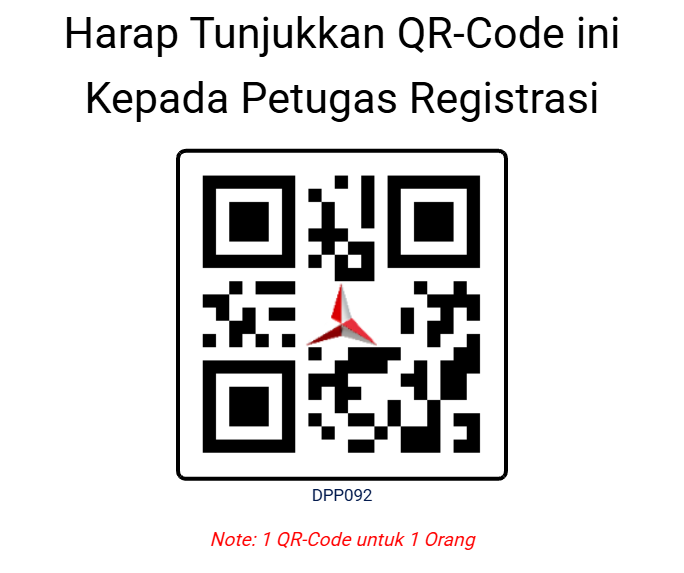 Harap Tunjukkan QR-Code ini
Kepada Petugas Registrasi
DPP092
Note: 1 QR-Code untuk 1 Orang